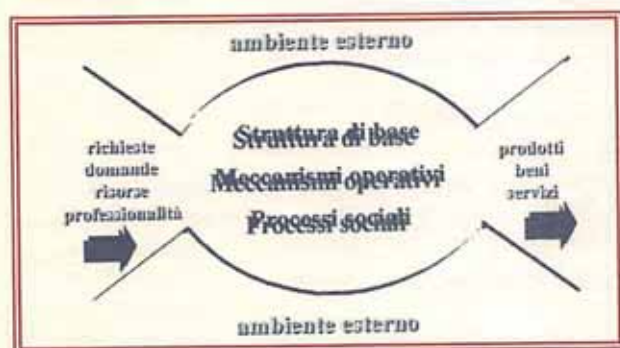 ambiente esterno
richieste
domande
risorse
professionalità
Struttura di base
Meccanismi operativi
Processi sociali
prodotti
beni
servizi
ambiente esterno